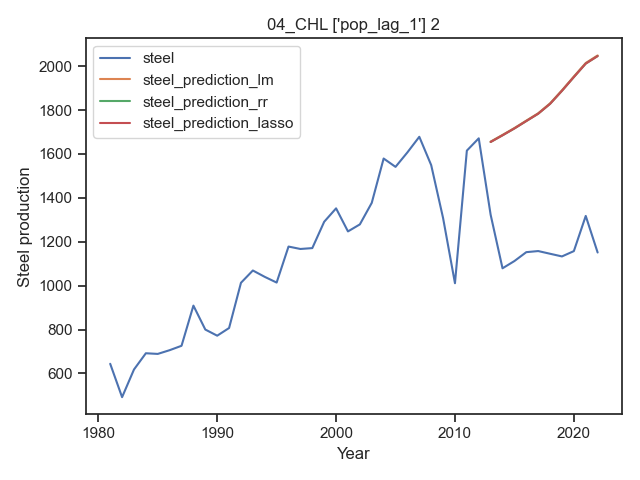 04_CHL ['pop_lag_1'] 2
steel
steel_prediction_lm
steel_prediction_rr
steel_prediction_lasso
2000
1800
1600
1400
1200
1000
800
600
Steel production
1980
1990
2000
2010
2020
Year